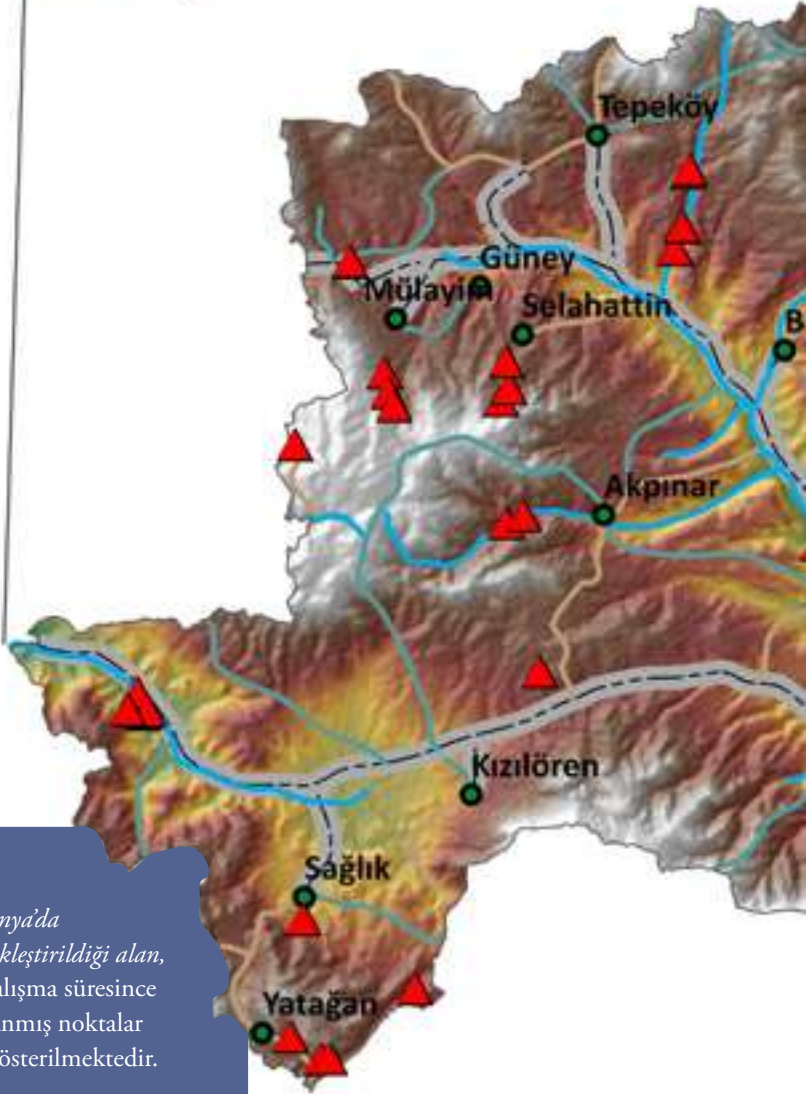 Tepeköy
Güney
Mülayim
Selahattin
B
Akpınar
Kızılören
Sağlık
Yatağan
nya’da
kleştirildiği alan,
alışma süresince
nmış noktalar
österilmektedir.